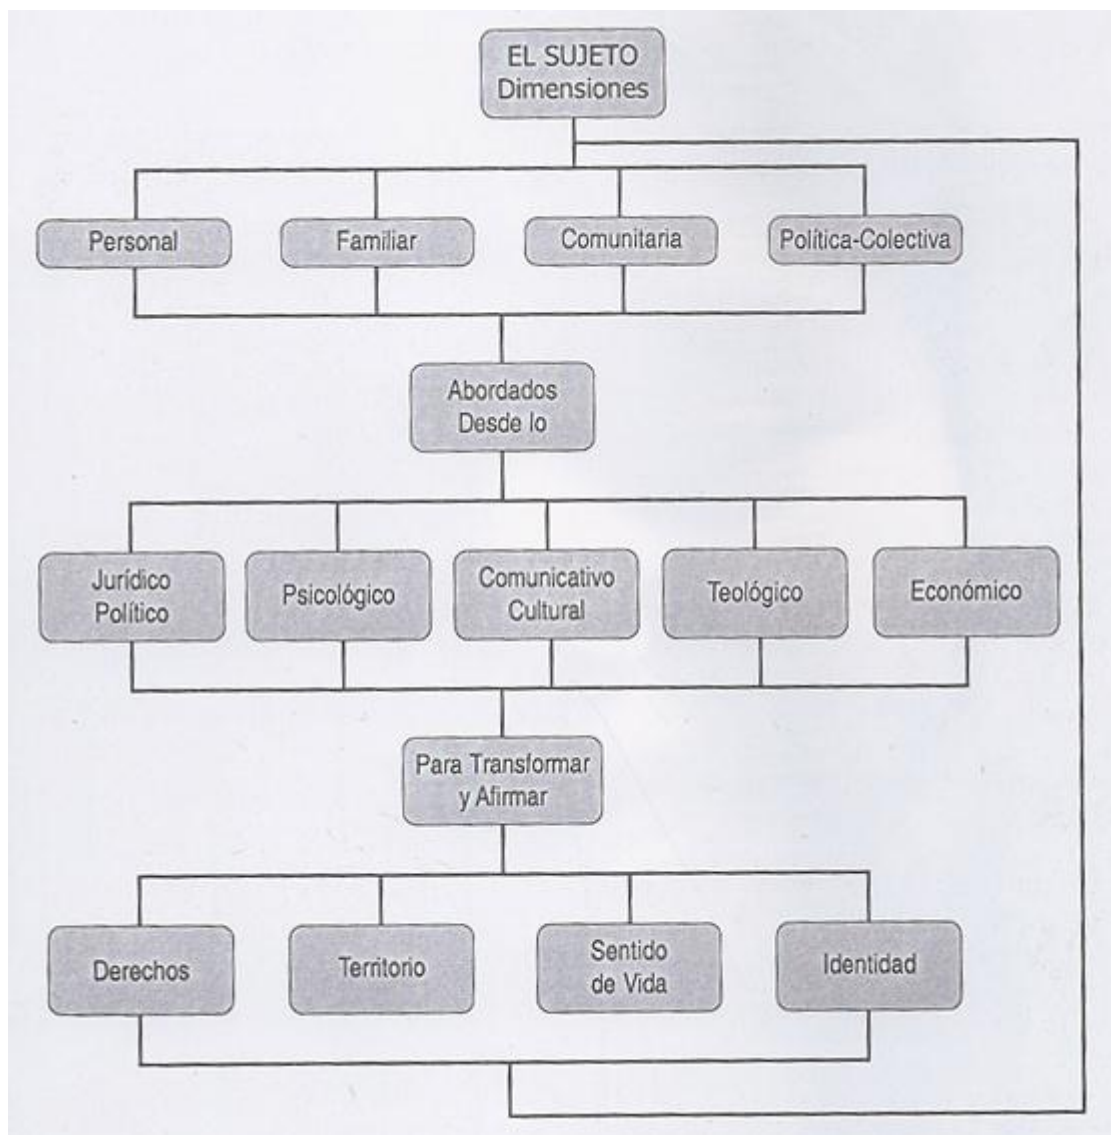 EL SUJETO
Dimensiones
Personal
Familiar
Comunitaria
Política-Colectiva
Abordados
Desde lo
Jurídico
Político
Psicológico
Comunicativo
Cultural
Teológico
Económico
Para Transformar
y Afirmar
Derechos
Territorio
Sentido
de Vida
Identidad